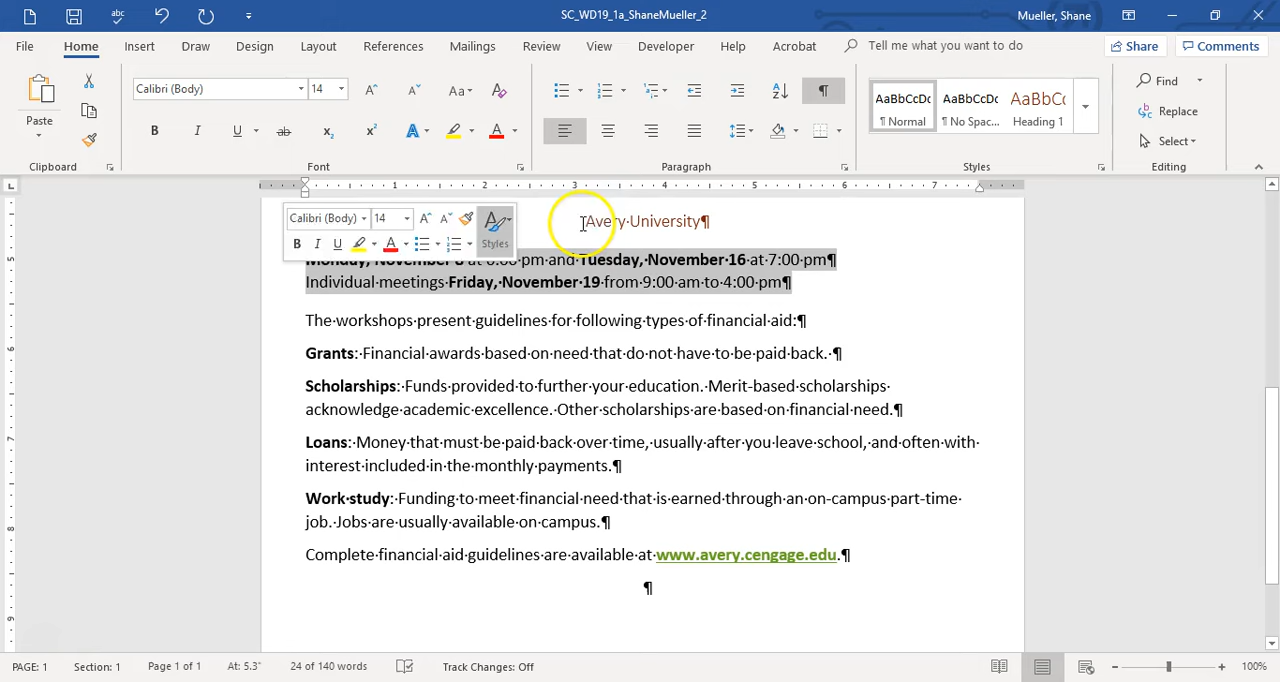 SC_WD19_1a_ShaneMueller_2
Mueller, Shane
File Home Insert Draw Design Layout References Mailings Review View Developer Help Acrobat Tell me what you want to do Share Comments
Paste
Calibri (Body) 14
Find
Replace
Select
AaBbCcDc AaBbCcDc AaBbCc
¶ Normal ¶ No Spac... Heading 1
Clipboard Font Paragraph Styles Editing
1 2 3 4 5 6 7
Calibri (Body) 14
Styles
Avery·University¶
Monday,·November·8·at·6:00·pm·and·Tuesday,·November·16·at·7:00·pm¶
Individual·meetings·Friday,·November·19·from·9:00·am·to·4:00·pm¶
The·workshops·present·guidelines·for·following·types·of·financial·aid:¶
Grants:·Financial·awards·based·on·need·that·do·not·have·to·be·paid·back.·¶
Scholarships:·Funds·provided·to·further·your·education.·Merit-based·scholarships·
acknowledge·academic·excellence.·Other·scholarships·are·based·on·financial·need.¶
Loans:·Money·that·must·be·paid·back·over·time,·usually·after·you·leave·school,·and·often·with·
interest·included·in·the·monthly·payments.¶
Work·study:·Funding·to·meet·financial·need·that·is·earned·through·an·on-campus·part-time·
job.·Jobs·are·usually·available·on·campus.¶
Complete·financial·aid·guidelines·are·available·at·www.avery.cengage.edu.¶
¶
PAGE: 1 Section: 1 Page 1 of 1 At: 5.3" 24 of 140 words Track Changes: Off 100%